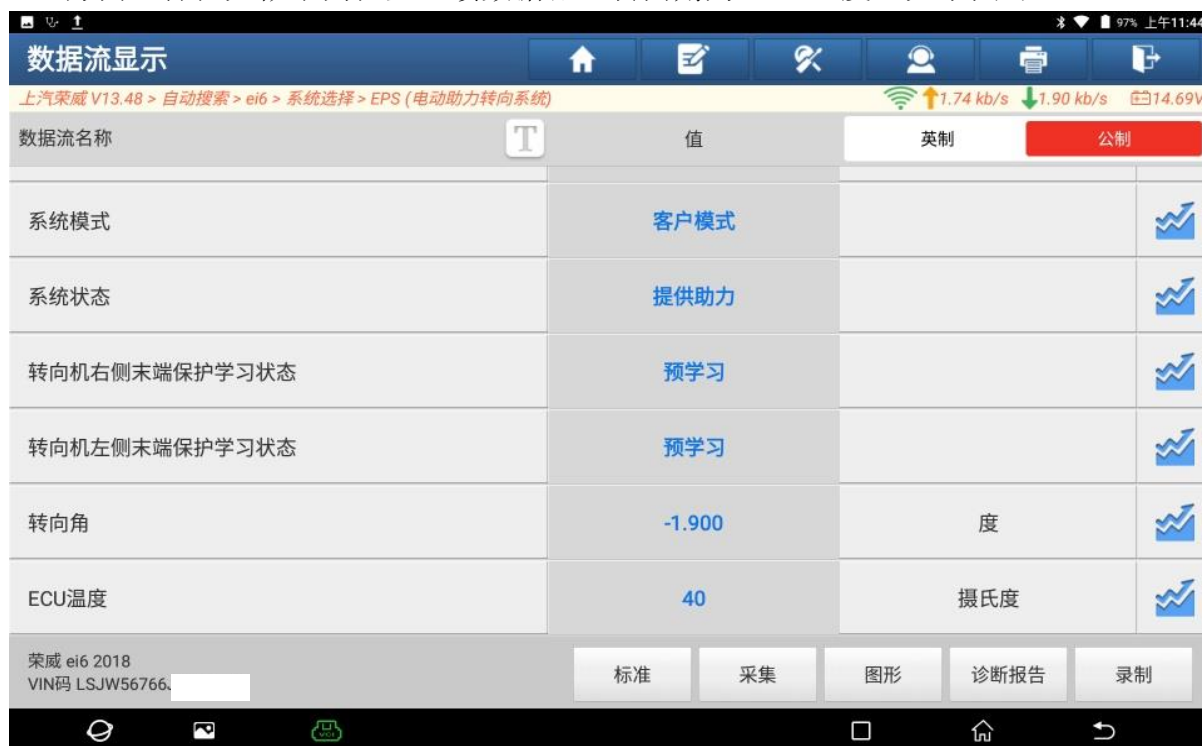 97% 上午11:44
数据流显示
上汽荣威 V13.48 > 自动搜索 > ei6 > 系统选择 > EPS (电动助力转向系统) 1.74 kb/s 1.90 kb/s 14.69V
数据流名称 T 值 英制 公制
系统模式 客户模式
系统状态 提供助力
转向机右侧末端保护学习状态 预学习
转向机左侧末端保护学习状态 预学习
转向角 -1.900 度
ECU温度 40 摄氏度
荣威 ei6 2018
VIN码 LSJW56766
标准 采集 图形 诊断报告 录制
VCI